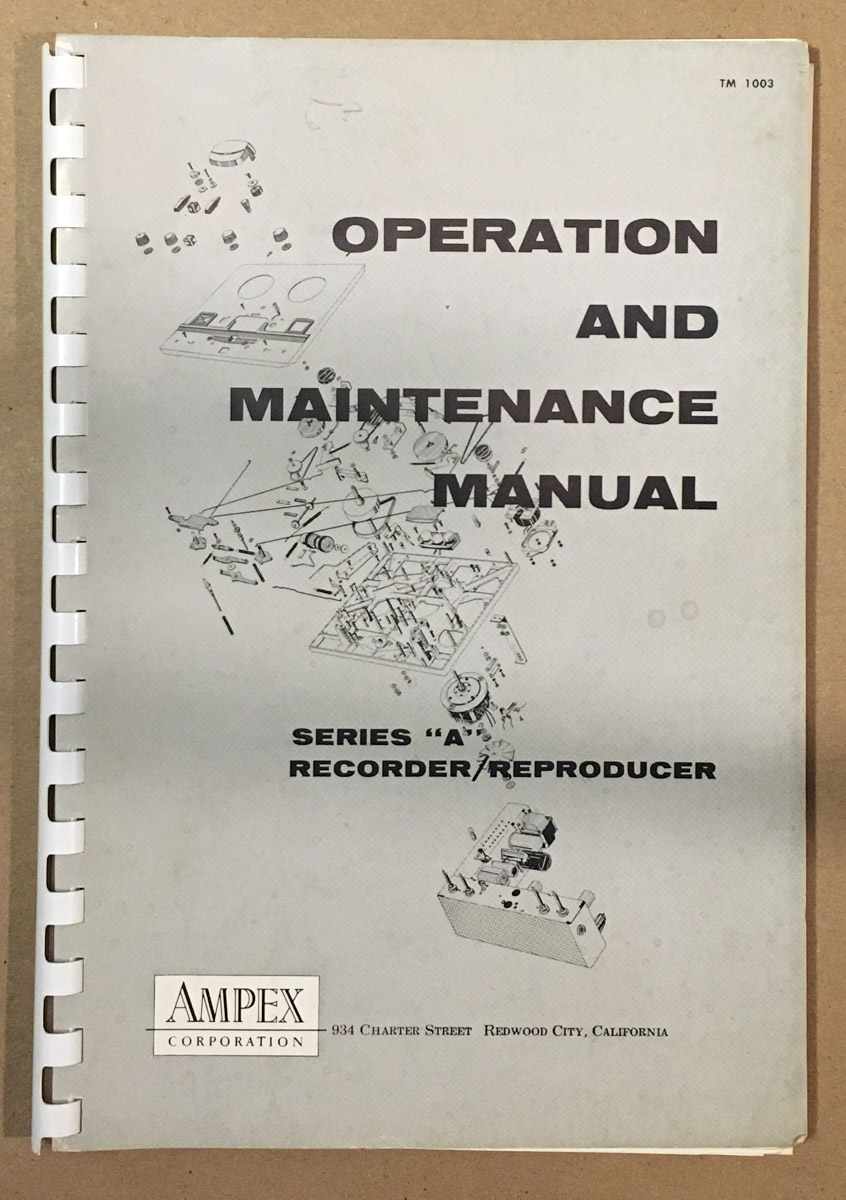 TM 1003
OPERATION
AND
MAINTENANCE
MANUAL
SERIES “A”
RECORDER/REPRODUCER
AMPEX
CORPORATION
934 CHARTER STREET REDWOOD CITY, CALIFORNIA